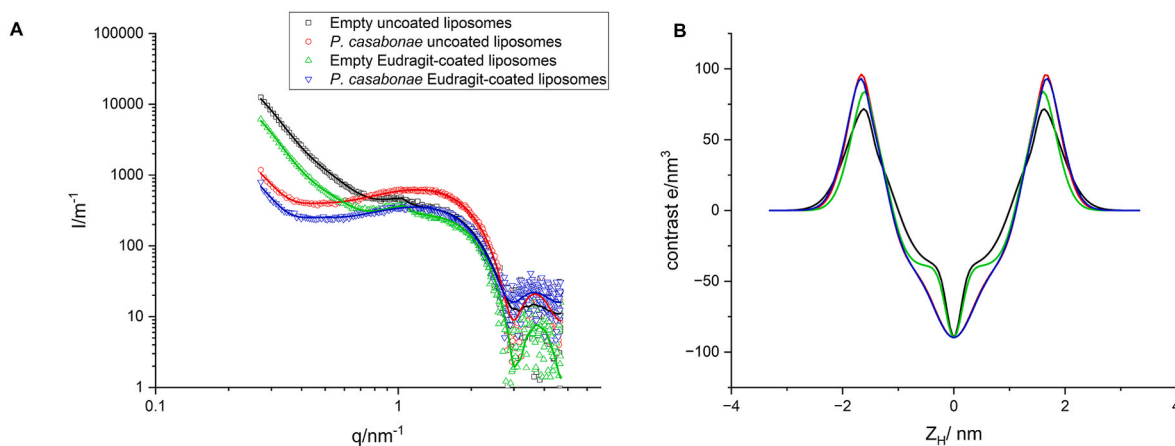 A
Empty uncoated liposomes
P. casabonae uncoated liposomes
Empty Eudragit-coated liposomes
P. casabonae Eudragit-coated liposomes
I/m⁻¹
100000
10000
1000
100
10
1
0.1
1
q/nm⁻¹
B
contrast e/nm³
100
50
0
−50
−100
−4
−2
0
2
4
Z_H/ nm